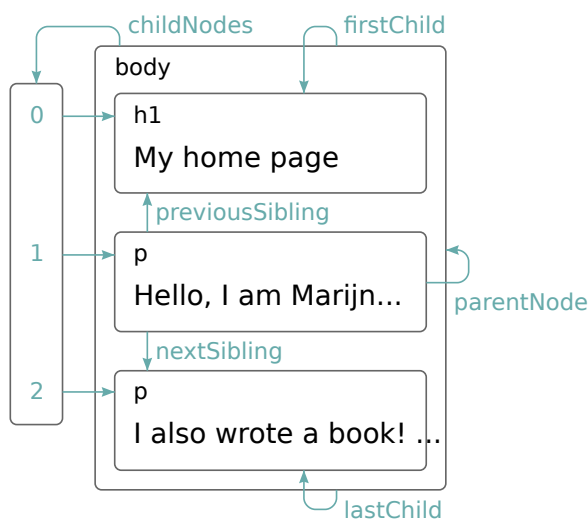 childNodes
firstChild
body
0
h1
My home page
previousSibling
1
p
Hello, I am Marijn...
parentNode
nextSibling
2
p
I also wrote a book! ...
lastChild